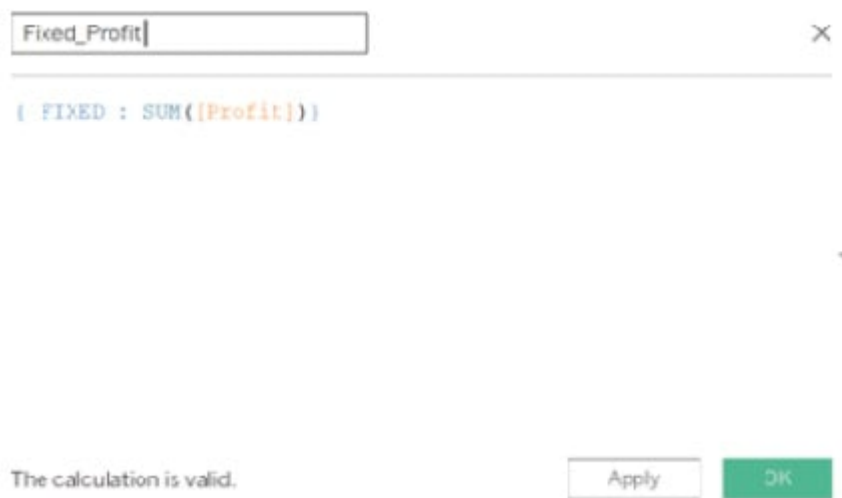 Fixed_Profit
{ FIXED : SUM([Profit])}
The calculation is valid.
Apply
OK